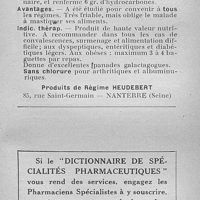 naire, et renferme 6 gr. d'hydrocarbones.
Avantages. — A été étudié pour convenir à tous
les régimes. Très friable, mais oblige le malade
à mastiquer ses aliments.
Indic. thérap. — Produit de haute valeur nutri-
tive. A recommander dans tous les cas de
convalescences, surmenage et alimentation dif-
ficile; aux dyspeptiques, enteritiques et diabé-
tiques légers. Aux obèses : maximum 3 à 4 ba-
guettes par repas.
Donne d'excellentes panades galactogogues.
Sans chlorure pour arthritiques et albuminu-
riques.
Produits de Régime HEUDEBERT
85, rue Saint-Germain — NANTERRE (Seine)
Si le "DICTIONNAIRE DE SPÉ-
CIALITÉS PHARMACEUTIQUES"
vous rend des services, engagez les
Pharmaciens Spécialistes à y souscrire.